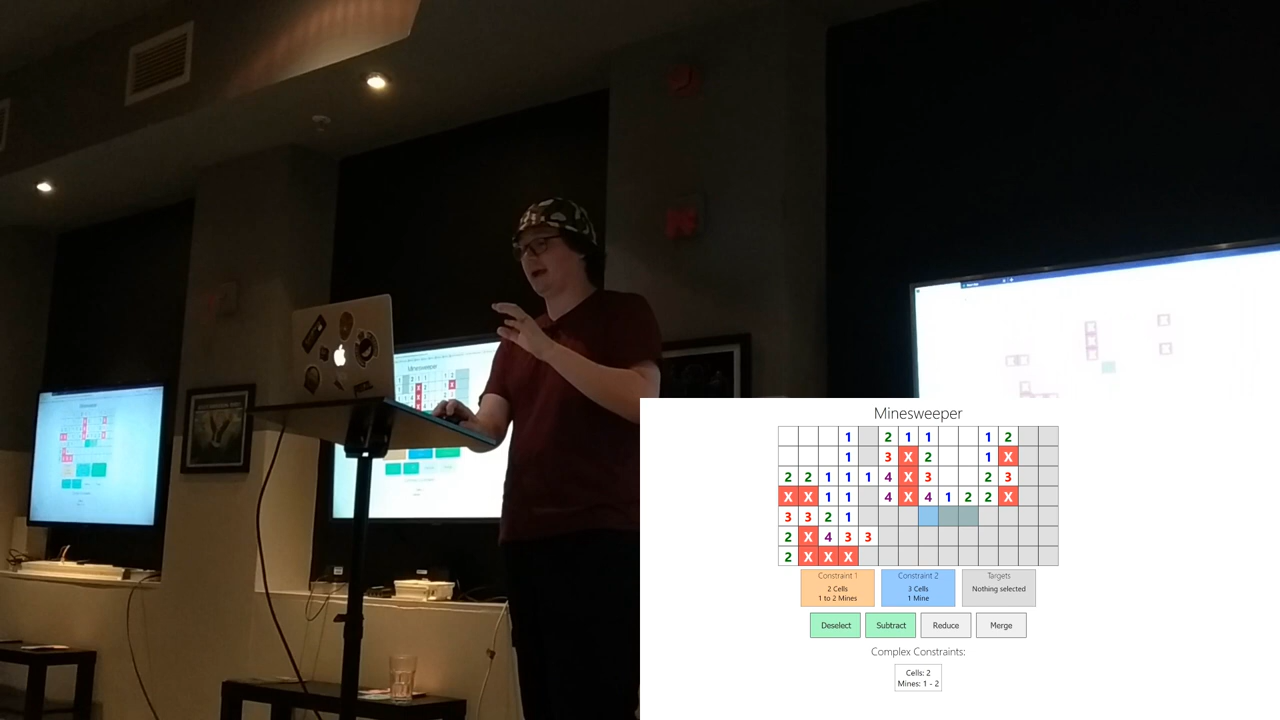 Minesweeper
1 2 1 1 1 2
1 3 X 2 1 X
2 2 1 1 1 4 X 3 2 3
X X 1 1 4 X 4 1 2 2 X
3 3 2 1
2 X 4 3 3
2 X X X
Constraint 1
2 Cells
1 to 2 Mines
Constraint 2
3 Cells
1 Mine
Targets
Nothing selected
Deselect
Subtract
Reduce
Merge
Complex Constraints:
Cells: 2
Mines: 1 - 2
Minesweeper